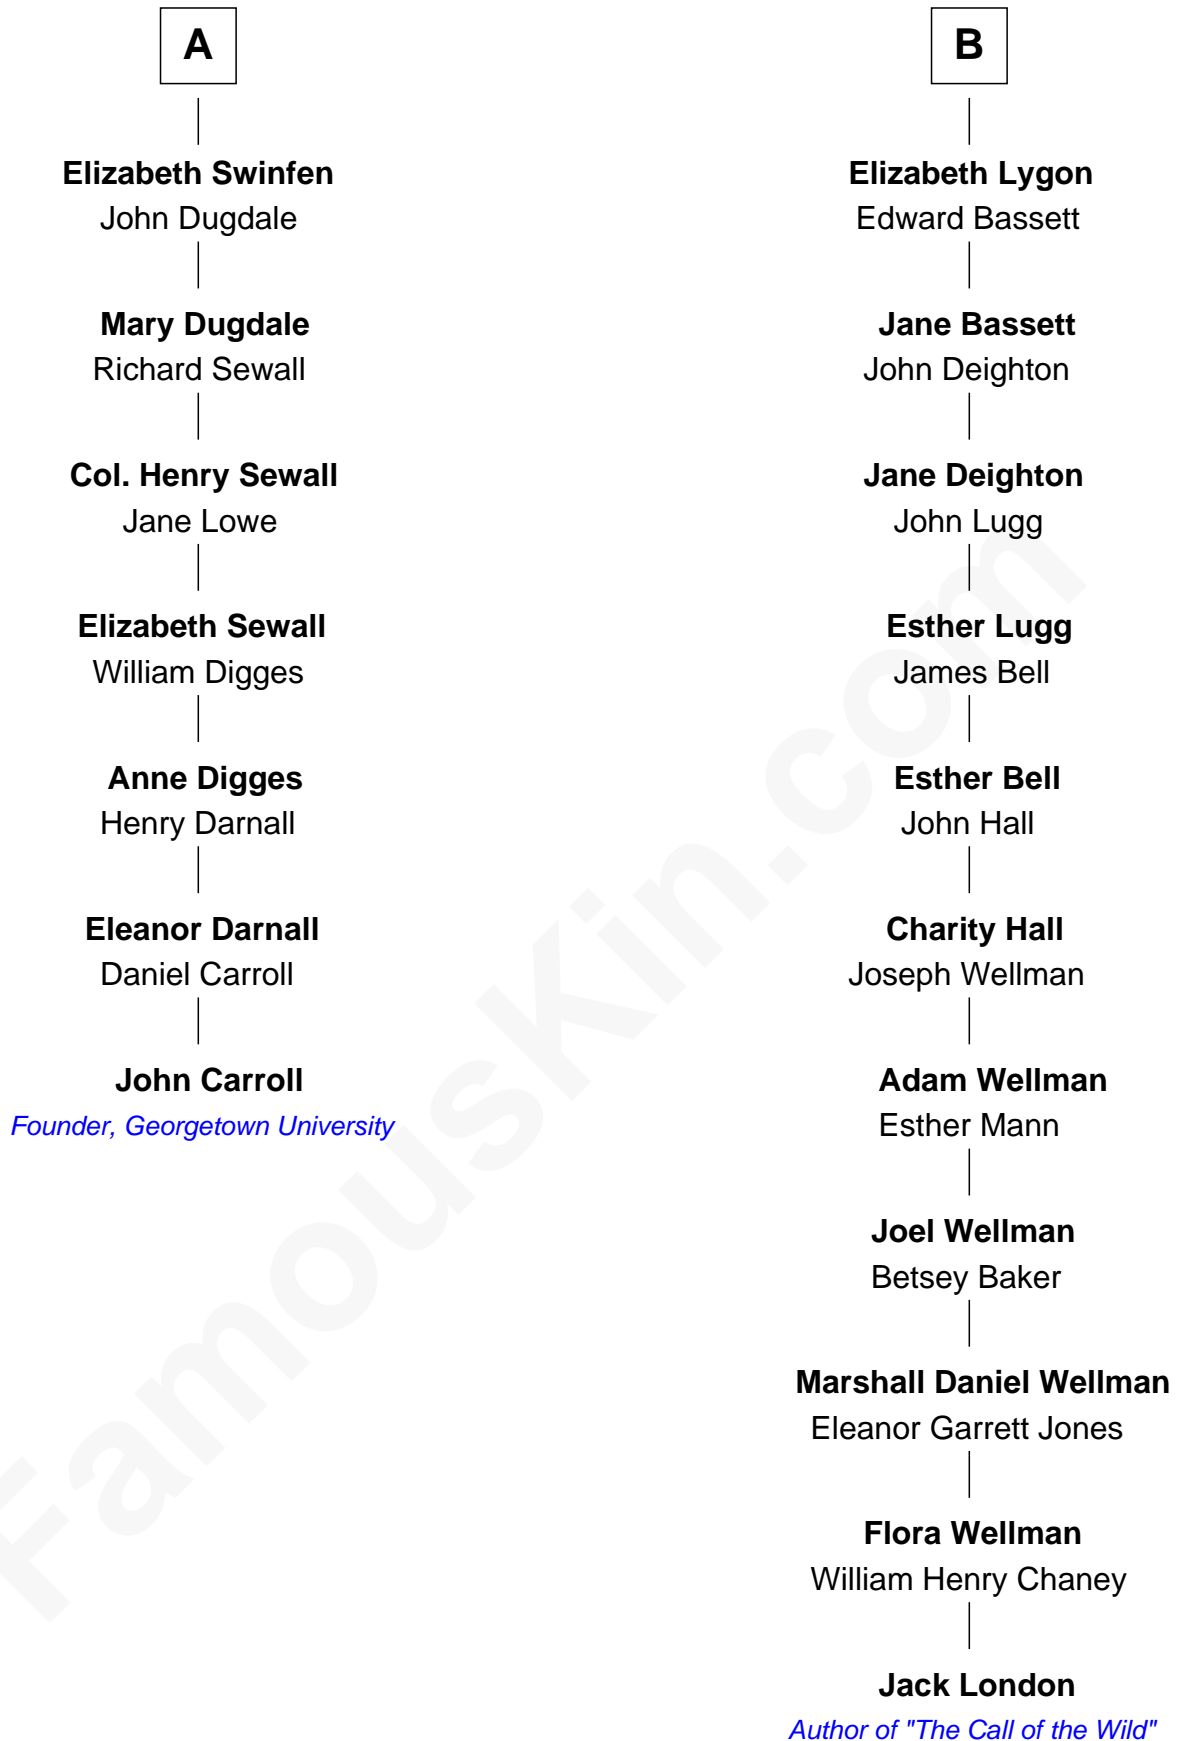 A
Elizabeth Swinfen
John Dugdale
Mary Dugdale
Richard Sewall
Col. Henry Sewall
Jane Lowe
Elizabeth Sewall
William Digges
Anne Digges
Henry Darnall
Eleanor Darnall
Daniel Carroll
John Carroll
Founder, Georgetown University
B
Elizabeth Lygon
Edward Bassett
Jane Bassett
John Deighton
Jane Deighton
John Lugg
Esther Lugg
James Bell
Esther Bell
John Hall
Charity Hall
Joseph Wellman
Adam Wellman
Esther Mann
Joel Wellman
Betsey Baker
Marshall Daniel Wellman
Eleanor Garrett Jones
Flora Wellman
William Henry Chaney
Jack London
Author of "The Call of the Wild"
FamousKin.com